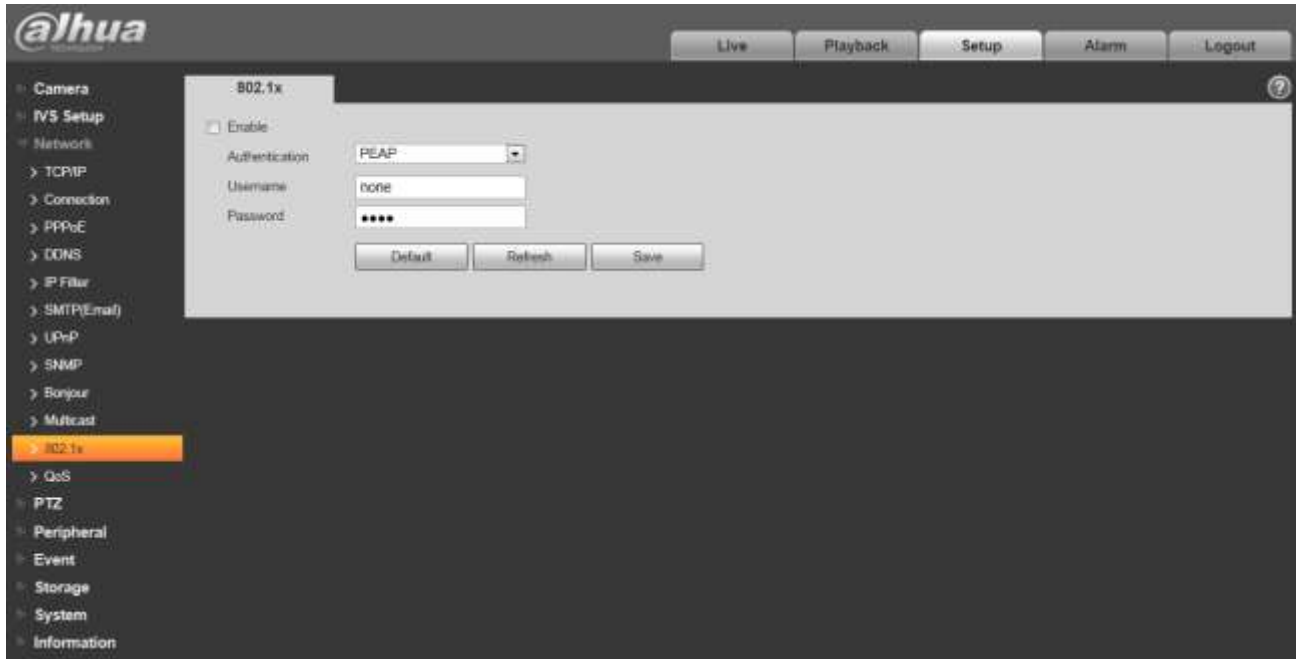 alhua
TECHNOLOGY
Live
Playback
Setup
Alarm
Logout
Camera
IVS Setup
Network
TCP/IP
Connection
PPPoE
DDNS
IP Filter
SMTP(Email)
UPnP
SNMP
Bonjour
Multicast
802.1x
QoS
PTZ
Peripheral
Event
Storage
System
Information
802.1x
?
Enable
Authentication PEAP
Username none
Password ●●●●
Default Refresh Save